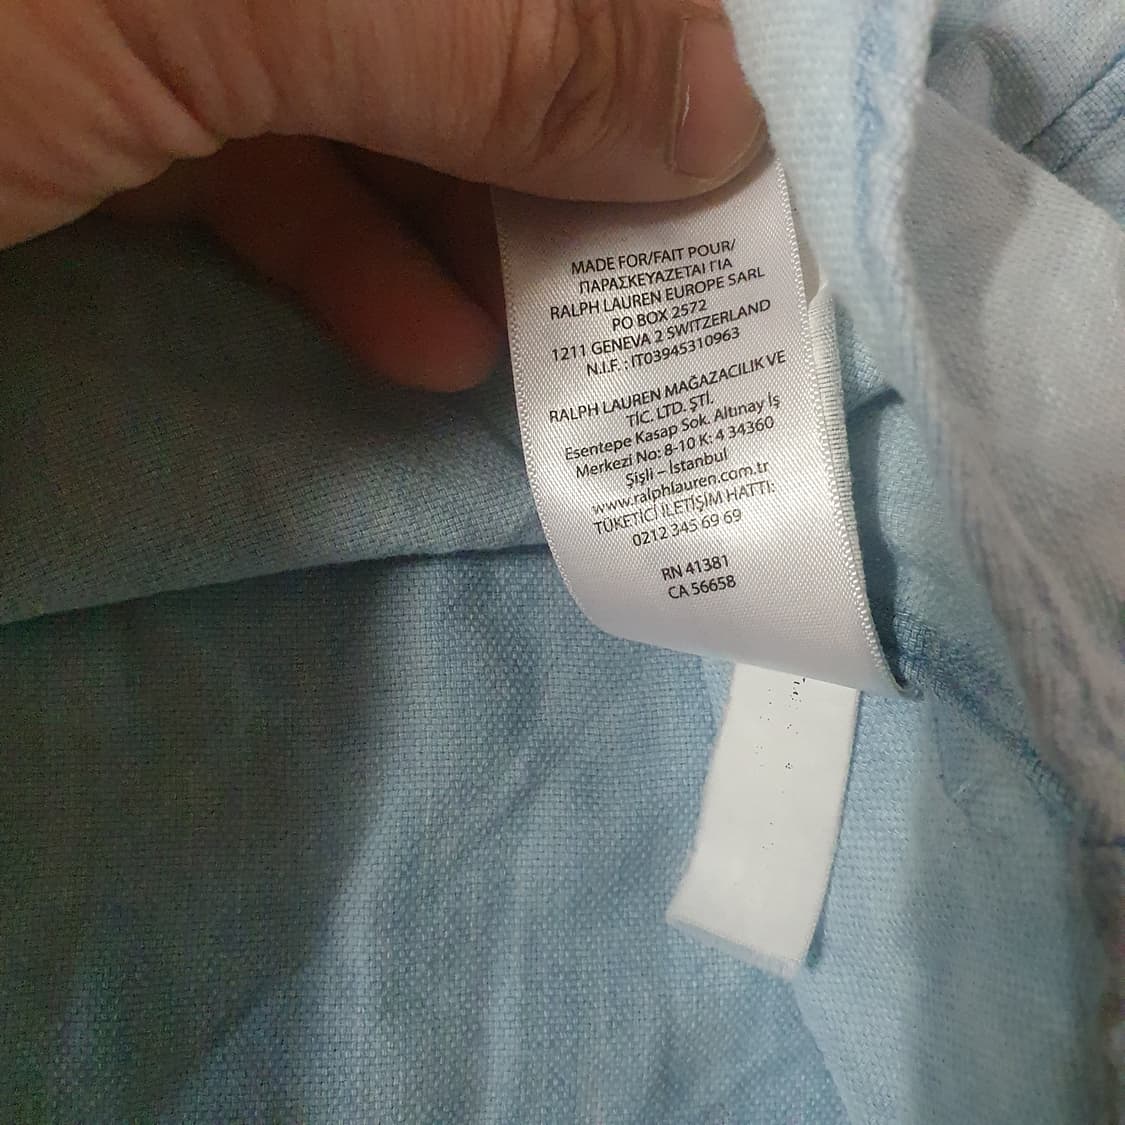 MADE FOR/FAIT POUR/
ΠΑΡΑΣΚΕΥΑΖΕΤΑΙ ΓΙΑ
RALPH LAUREN EUROPE SARL
PO BOX 2572
1211 GENEVA 2 SWITZERLAND
N.I.F. : IT03945310963
RALPH LAUREN MAĞAZACILIK VE
TİC. LTD. ŞTİ.
Esentepe Kasap Sok. Altınay İş
Merkezi No: 8-10 K: 4 34360
Şişli – İstanbul
www.ralphlauren.com.tr
TÜKETİCİ İLETİŞİM HATTI:
0212 345 69 69
RN 41381
CA 56658